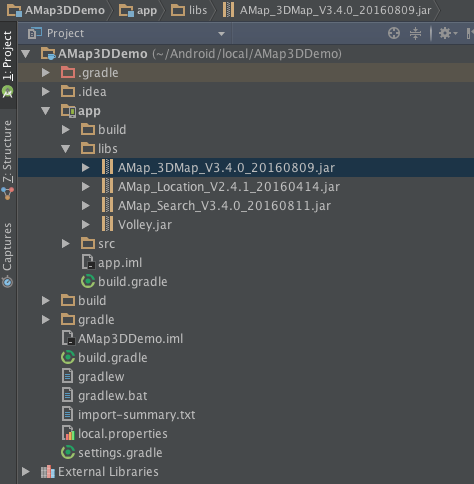 AMap3DDemo app libs AMap_3DMap_V3.4.0_20160809.jar
Project
AMap3DDemo (~/Android/local/AMap3DDemo)
.gradle
.idea
app
build
libs
AMap_3DMap_V3.4.0_20160809.jar
AMap_Location_V2.4.1_20160414.jar
AMap_Search_V3.4.0_20160811.jar
Volley.jar
src
app.iml
build.gradle
build
gradle
AMap3DDemo.iml
build.gradle
gradlew
gradlew.bat
import-summary.txt
local.properties
settings.gradle
External Libraries
1: Project
7: Structure
Captures